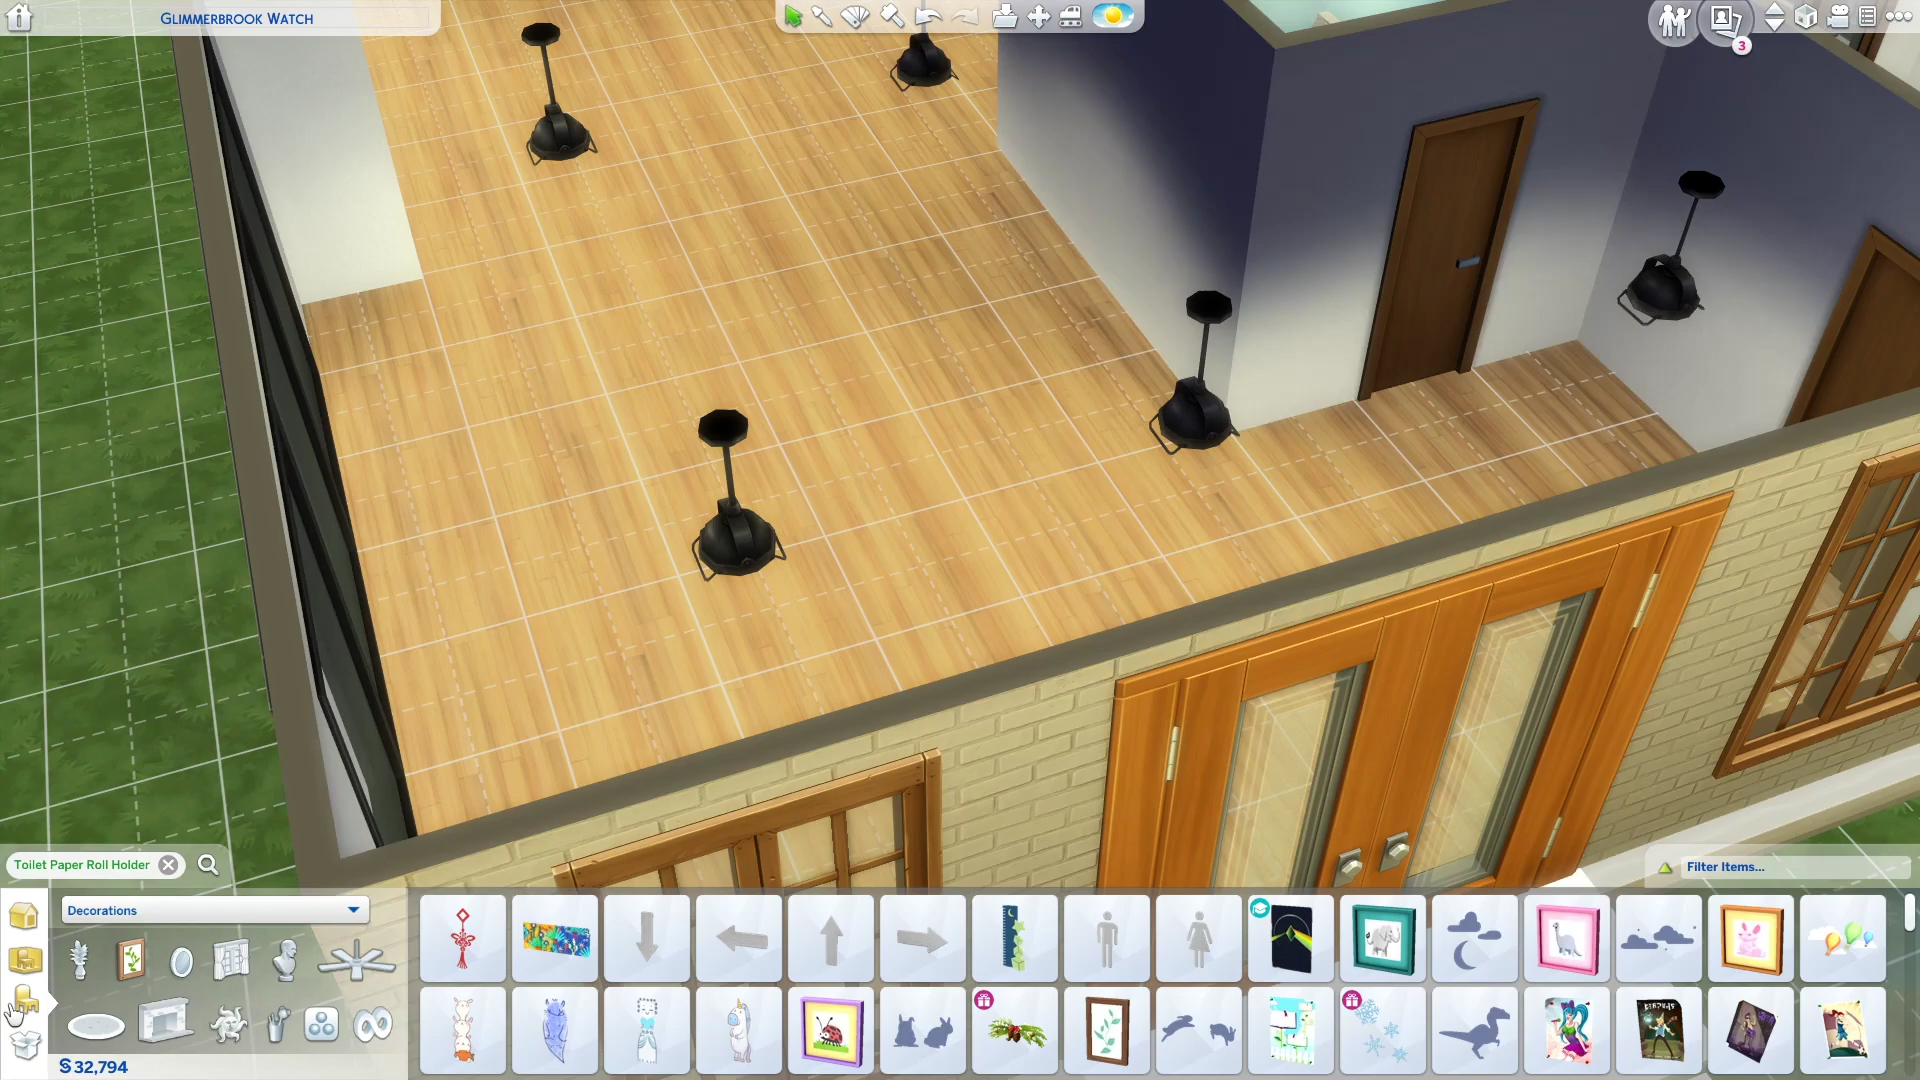 GLIMMERBROOK WATCH
3
Toilet Paper Roll Holder
Filter Items...
Decorations
§32,794